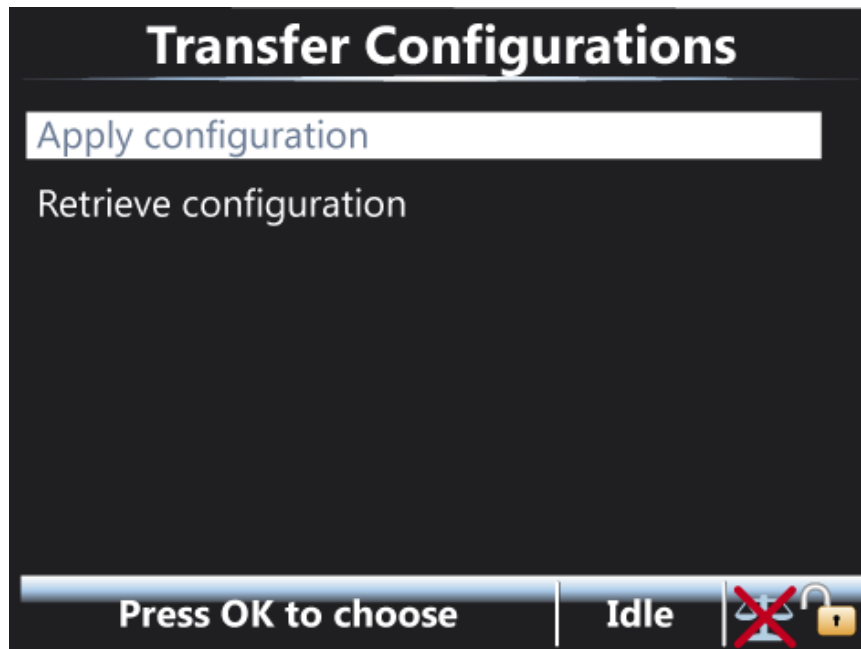 Transfer Configurations
Apply configuration
Retrieve configuration
Press OK to choose
Idle